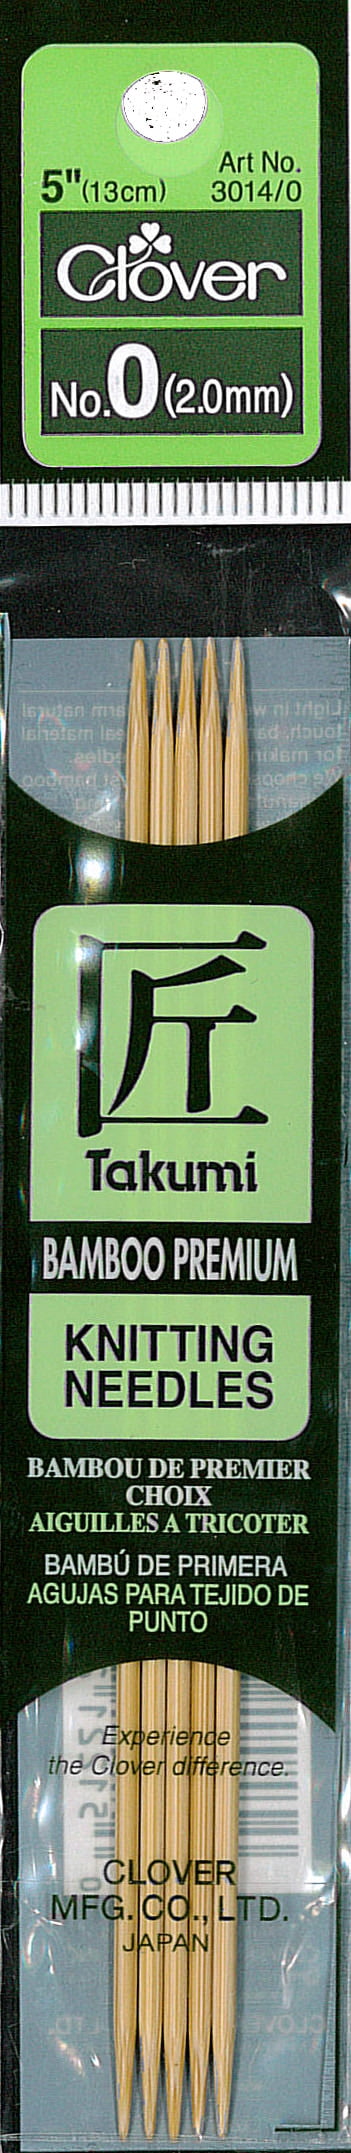 5"(13cm)
Art No.
3014/0
Clover
No.0(2.0mm)
匠
Takumi
BAMBOO PREMIUM
KNITTING
NEEDLES
BAMBOU DE PREMIER
CHOIX
AIGUILLES A TRICOTER
BAMBÚ DE PRIMERA
AGUJAS PARA TEJIDO DE
PUNTO
Experience
the Clover difference.
CLOVER
MFG.CO.,LTD.
JAPAN